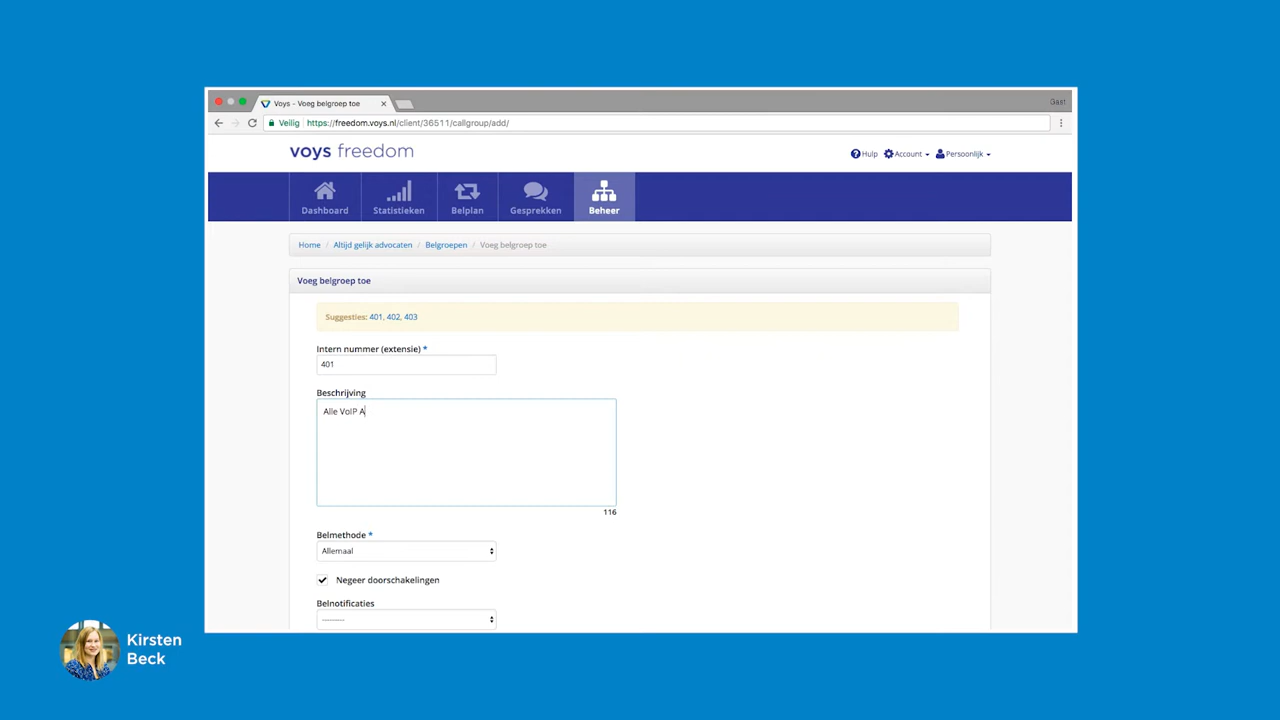 Voys - Voeg belgroep toe
Gast
Veilig https://freedom.voys.nl/client/36511/callgroup/add/
voys freedom
Hulp Account Persoonlijk
Dashboard Statistieken Belplan Gesprekken Beheer
Home / Altijd gelijk advocaten / Belgroepen / Voeg belgroep toe
Voeg belgroep toe
Suggesties: 401, 402, 403
Intern nummer (extensie) *
401
Beschrijving
Alle VoIP A
116
Belmethode *
Allemaal
Negeer doorschakelingen
Belnotificaties
---------
Kirsten
Beck